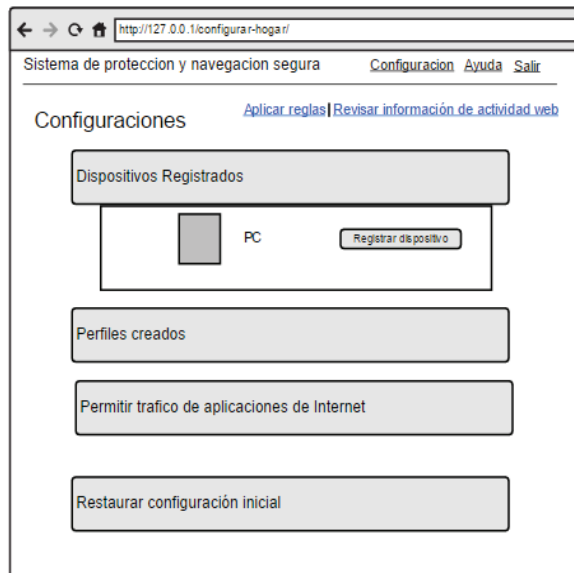 http://127.0.0.1/configurar-hogar/
Sistema de proteccion y navegacion segura Configuracion Ayuda Salir
Configuraciones Aplicar reglas|Revisar información de actividad web
Dispositivos Registrados
PC Registrar dispositivo
Perfiles creados
Permitir trafico de aplicaciones de Internet
Restaurar configuración inicial